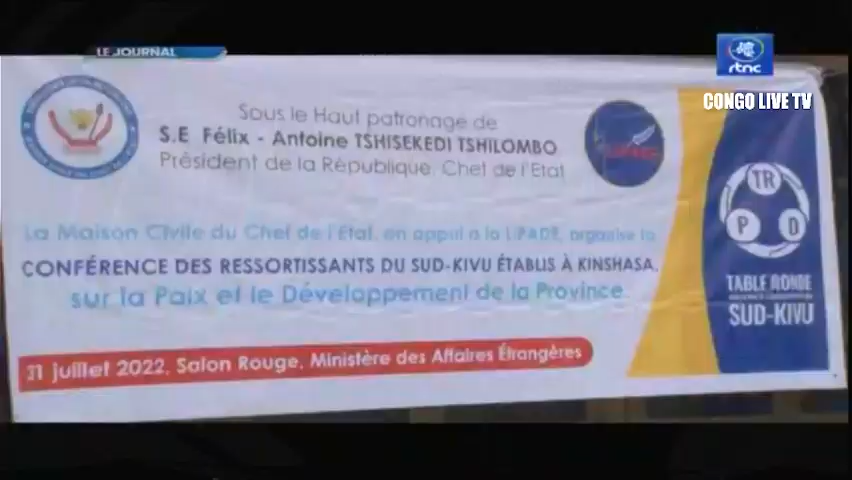 LE JOURNAL
rtnc
CONGO LIVE TV
Sous le Haut patronage de
S.E Félix - Antoine TSHISEKEDI TSHILOMBO
Président de la République, Chef de l'Etat
La Maison Civile du Chef de l'État, en appui à la LIPADE, organise la
CONFÉRENCE DES RESSORTISSANTS DU SUD-KIVU ÉTABLIS À KINSHASA,
sur la Paix et le Développement de la Province
31 juillet 2022, Salon Rouge, Ministère des Affaires Étrangères
TR
P D
TABLE RONDE
SUD-KIVU